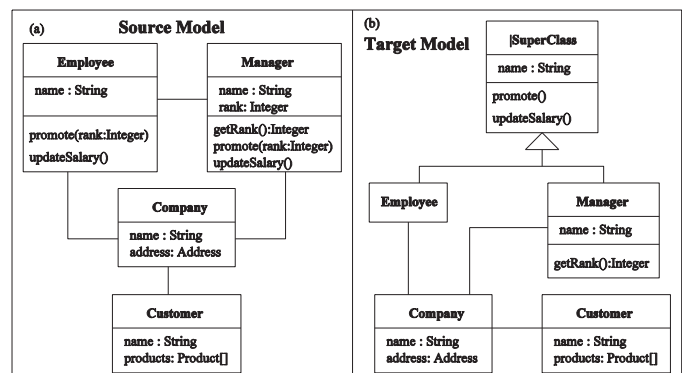 (a) Source Model
Employee
name : String
promote(rank:Integer)
updateSalary()
Manager
name : String
rank: Integer
getRank():Integer
promote(rank:Integer)
updateSalary()
Company
name : String
address: Address
Customer
name : String
products: Product[]
(b)
Target Model
|SuperClass
name : String
promote()
updateSalary()
Employee
Manager
name : String
getRank():Integer
Company
name : String
address: Address
Customer
name : String
products: Product[]